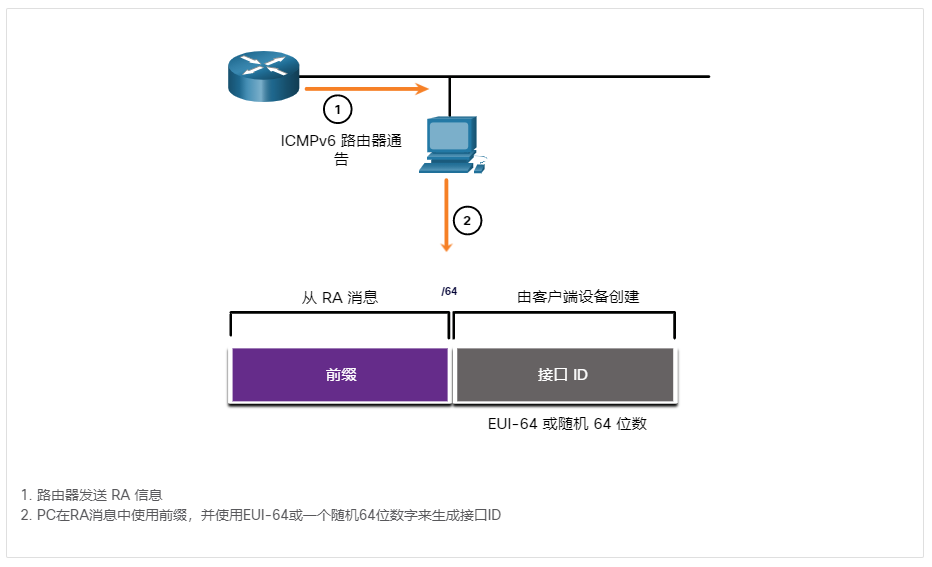 1
ICMPv6 路由器通
告
2
从 RA 消息
/64
由客户端设备创建
前缀
接口 ID
EUI-64 或随机 64 位数
1. 路由器发送 RA 信息
2. PC在RA消息中使用前缀，并使用EUI-64或一个随机64位数字来生成接口ID